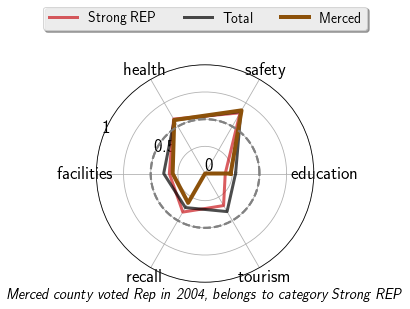 Strong REP Total Merced
health safety
1
0.5
0
facilities education
recall tourism
Merced county voted Rep in 2004, belongs to category Strong REP